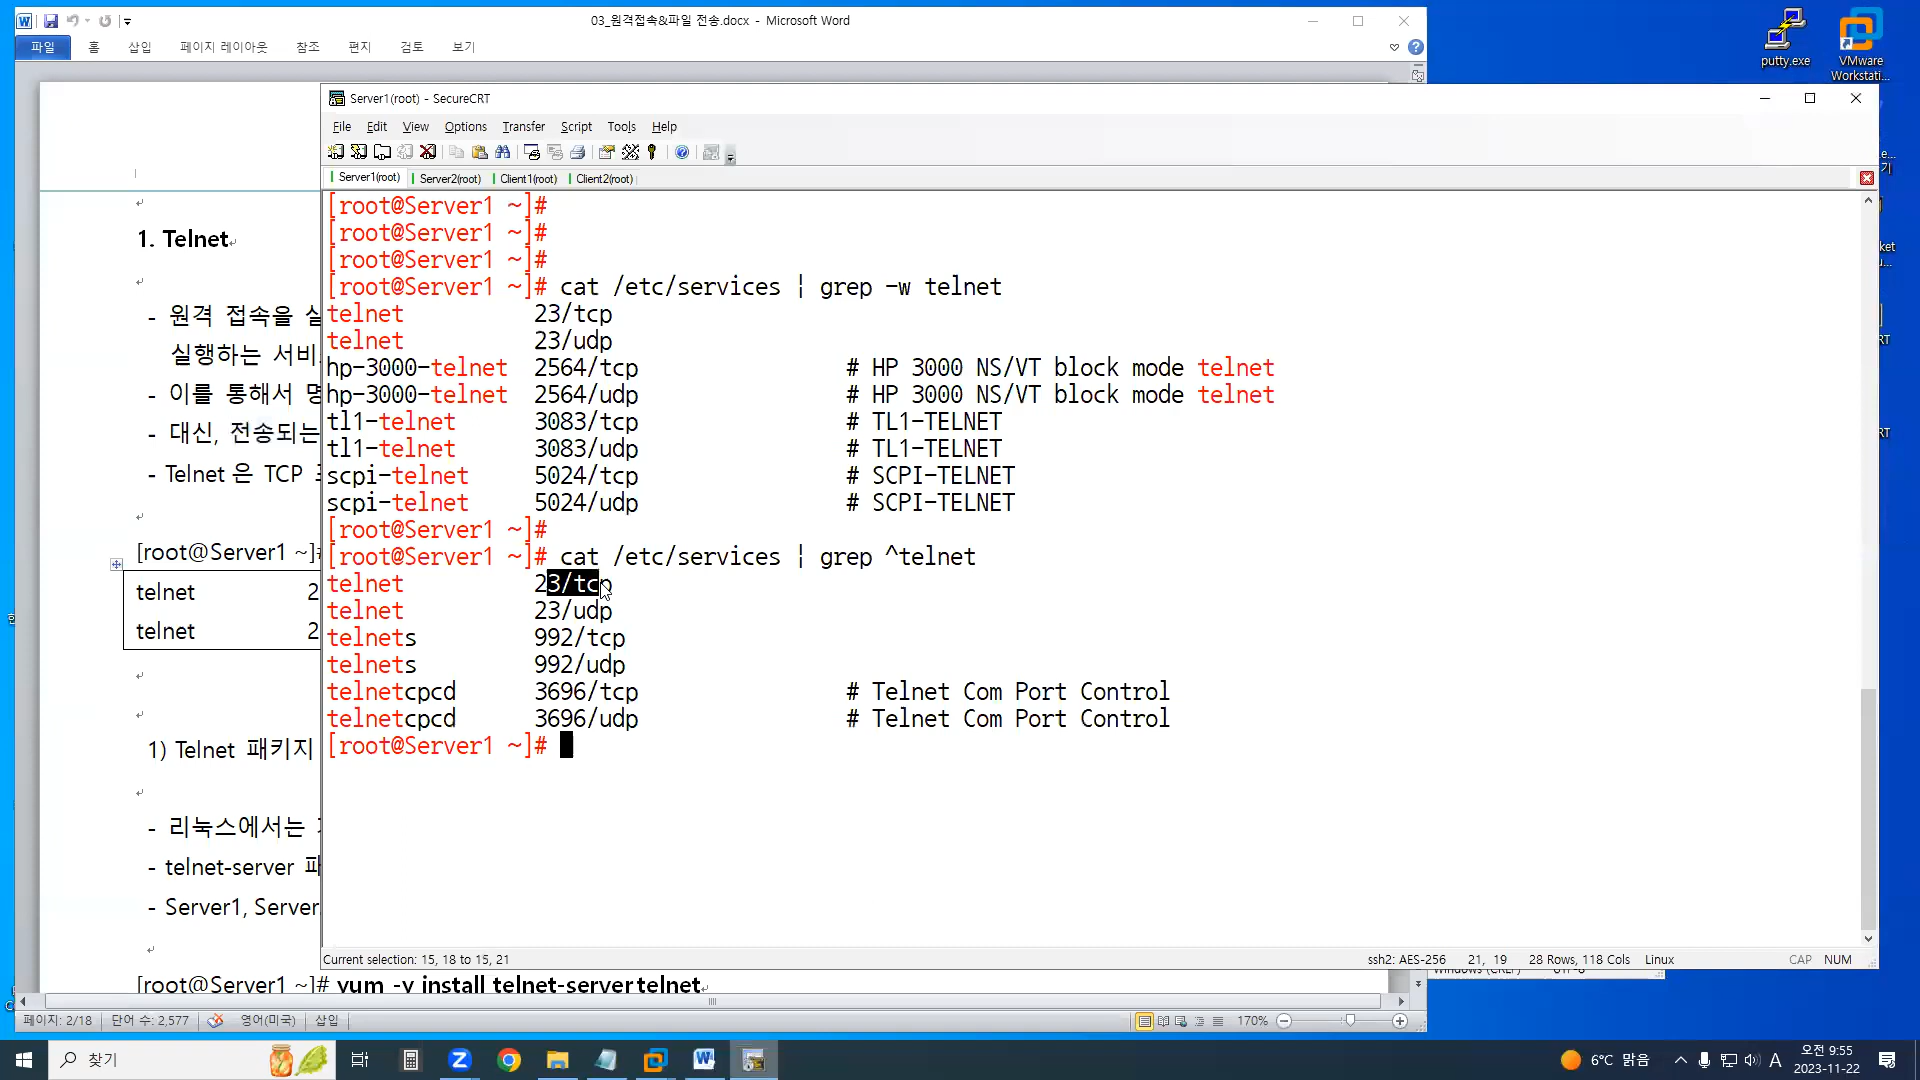 03_원격접속&파일 전송.docx - Microsoft Word
파일 홈 삽입 페이지 레이아웃 참조 편지 검토 보기
putty.exe
VMware
Workstati...
1. Telnet
- 원격 접속을 실
실행하는 서비
- 이를 통해서 명
- 대신, 전송되는
- Telnet 은 TCP
[root@Server1 ~]#
telnet 2
telnet 2
1) Telnet 패키지
- 리눅스에서는
- telnet-server 패
- Server1, Server
[root@Server1 ~]# yum -y install telnet-server telnet
Server1(root) - SecureCRT
File Edit View Options Transfer Script Tools Help
Server1(root) Server2(root) Client1(root) Client2(root)
[root@Server1 ~]#
[root@Server1 ~]#
[root@Server1 ~]#
[root@Server1 ~]# cat /etc/services | grep -w telnet
telnet 23/tcp
telnet 23/udp
hp-3000-telnet 2564/tcp # HP 3000 NS/VT block mode telnet
hp-3000-telnet 2564/udp # HP 3000 NS/VT block mode telnet
tl1-telnet 3083/tcp # TL1-TELNET
tl1-telnet 3083/udp # TL1-TELNET
scpi-telnet 5024/tcp # SCPI-TELNET
scpi-telnet 5024/udp # SCPI-TELNET
[root@Server1 ~]#
[root@Server1 ~]# cat /etc/services | grep ^telnet
telnet 23/tcp
telnet 23/udp
telnets 992/tcp
telnets 992/udp
telnetcpcd 3696/tcp # Telnet Com Port Control
telnetcpcd 3696/udp # Telnet Com Port Control
[root@Server1 ~]#
Current selection: 15, 18 to 15, 21 ssh2: AES-256 21, 19 28 Rows, 118 Cols Linux CAP NUM
페이지: 2/18 단어 수: 2,577 영어(미국) 삽입 170%
찾기 6°C 맑음 A 오전 9:55
2023-11-22